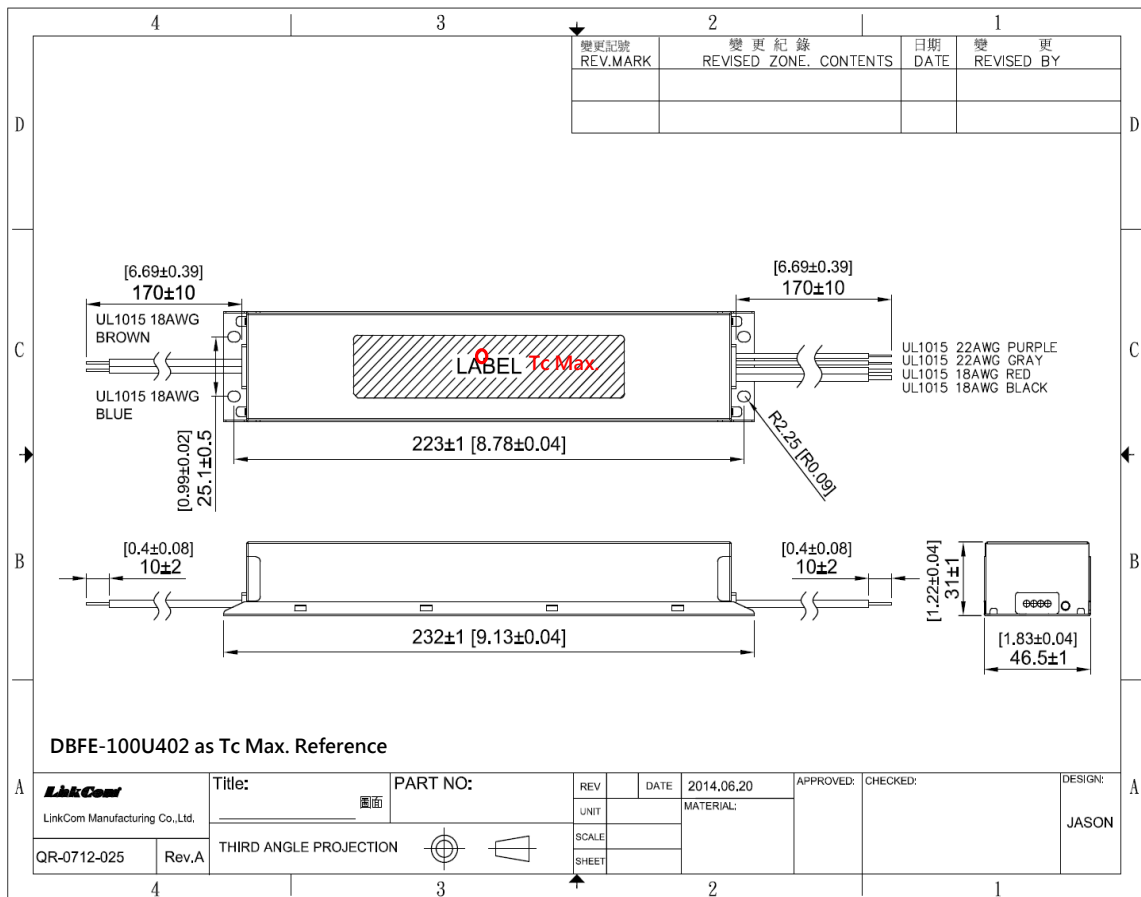 4
3
2
1
變更記號
REV.MARK
變 更 紀 錄
REVISED ZONE. CONTENTS
日期
DATE
變 更
REVISED BY
D
D
[6.69±0.39]
170±10
[6.69±0.39]
170±10
UL1015 18AWG
BROWN
C
C
LABEL Tc Max.
UL1015 22AWG PURPLE
UL1015 22AWG GRAY
UL1015 18AWG RED
UL1015 18AWG BLACK
UL1015 18AWG
BLUE
[0.99±0.02]
25.1±0.5
223±1 [8.78±0.04]
R2.25 [R0.09]
B
B
[0.4±0.08]
10±2
[0.4±0.08]
10±2
[1.22±0.04]
31±1
232±1 [9.13±0.04]
[1.83±0.04]
46.5±1
DBFE-100U402 as Tc Max. Reference
A
A
LinkCom
LinkCom Manufacturing Co.,Ltd.
QR-0712-025
Rev.A
Title:
圖面
PART NO:
THIRD ANGLE PROJECTION
REV
DATE
2014.06.20
UNIT
MATERIAL:
SCALE
SHEET
APPROVED:
CHECKED:
DESIGN:
JASON
4
3
2
1